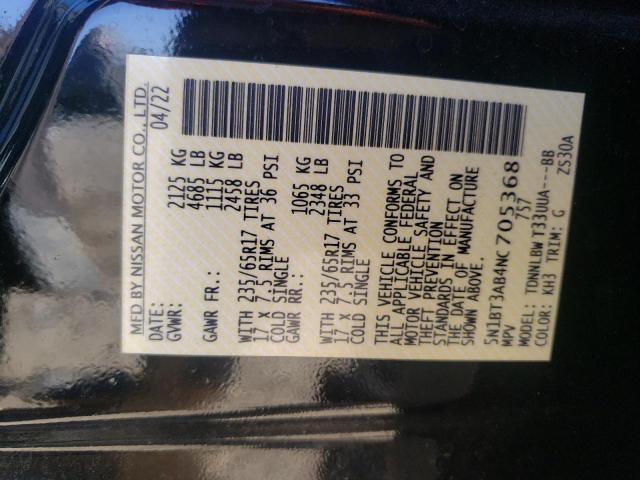 MFD BY NISSAN MOTOR CO., LTD.
DATE: 04/22
GVWR: 2125 KG
4685 LB
GAWR FR.: 1115 KG
2458 LB
WITH 235/65R17 TIRES
17 X 7.5 RIMS AT 36 PSI
COLD SINGLE
GAWR RR.: 1065 KG
2348 LB
WITH 235/65R17 TIRES
17 X 7.5 RIMS AT 33 PSI
COLD SINGLE
THIS VEHICLE CONFORMS TO
ALL APPLICABLE FEDERAL
MOTOR VEHICLE SAFETY AND
THEFT PREVENTION
STANDARDS IN EFFECT ON
THE DATE OF MANUFACTURE
SHOWN ABOVE.
5N1BT3AB4NC705368
MPV 7S7
MODEL: TDNNLBW T33UUA---BB
COLOR: KH3 TRIM: G ZS30A